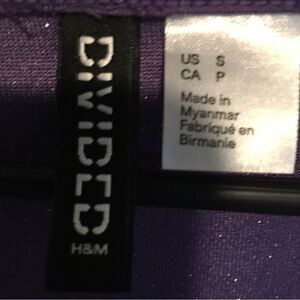 DIVIDED
H&M
US S
CA P
Made in
Myanmar
Fabriqué en
Birmanie